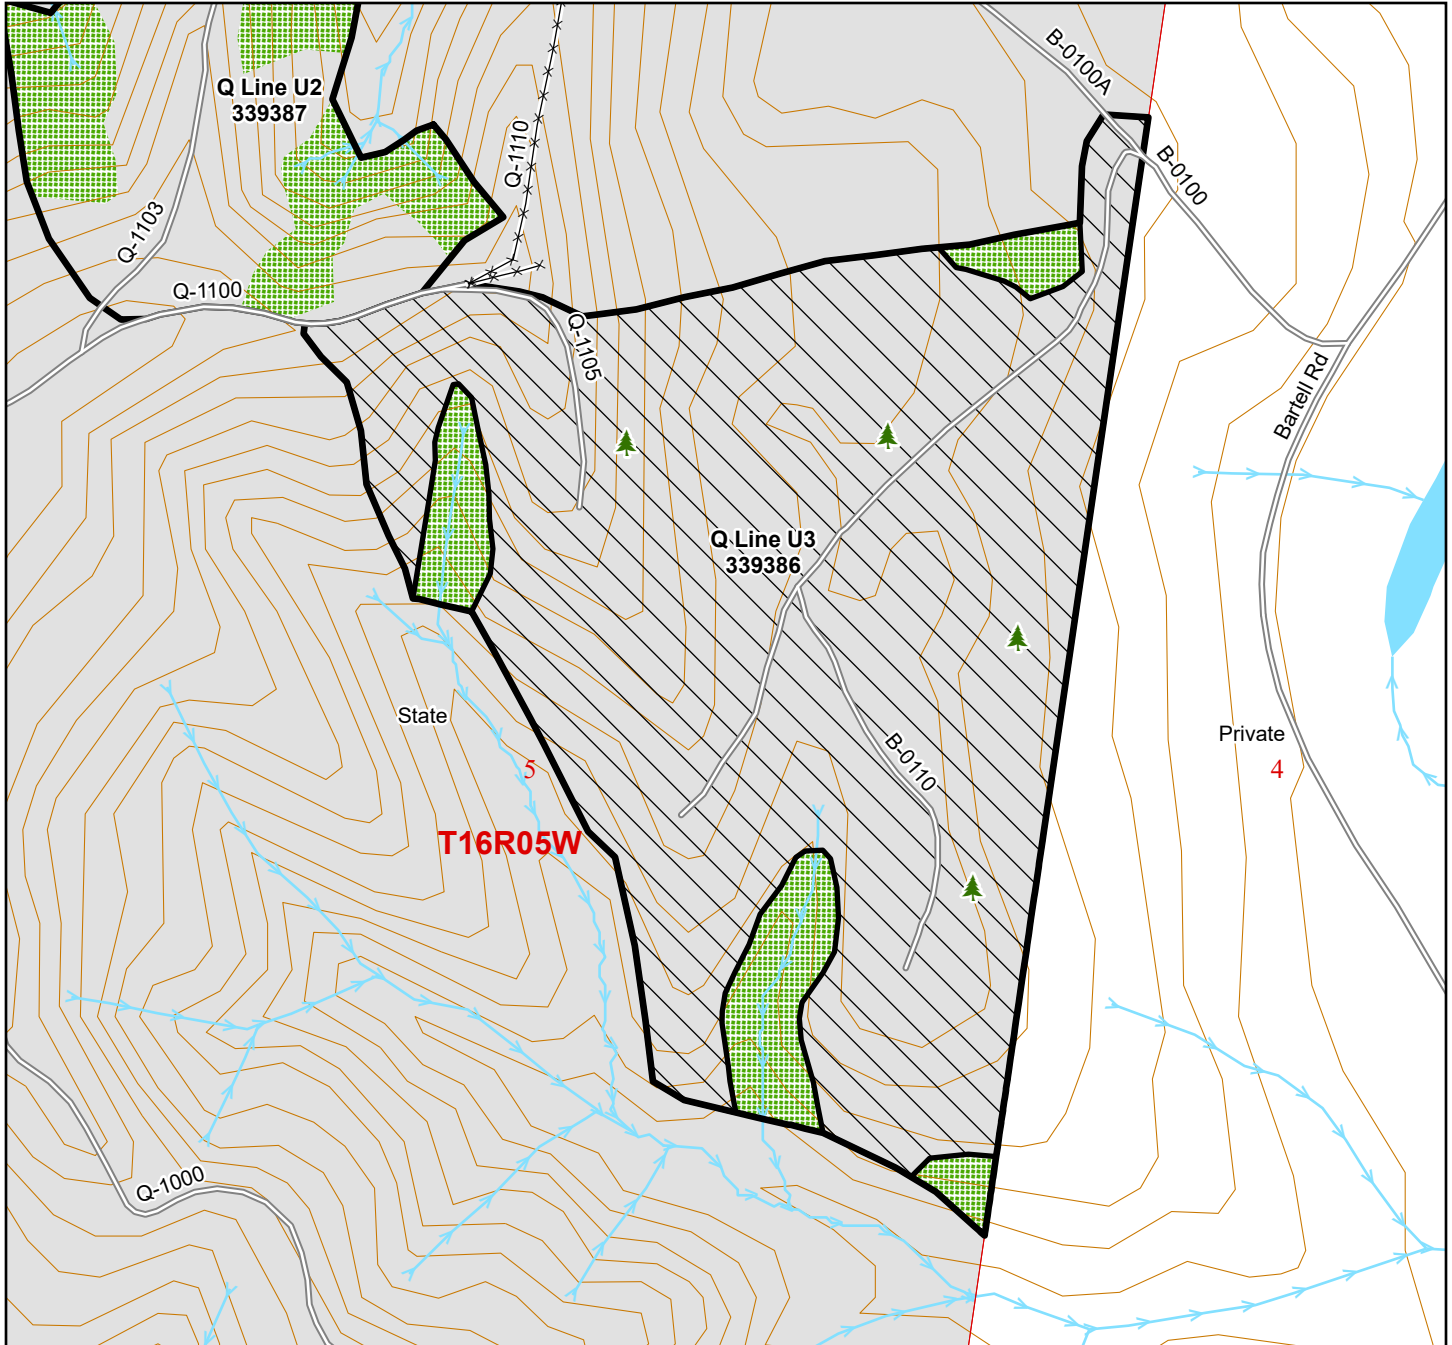 B-0100A
Q Line U2
339387
Q-1110
B-0100
Q-1103
Q-1100
Q-1105
Bartell Rd
Q Line U3
339386
State
Private
5
4
B-0110
T16R05W
Q-1000